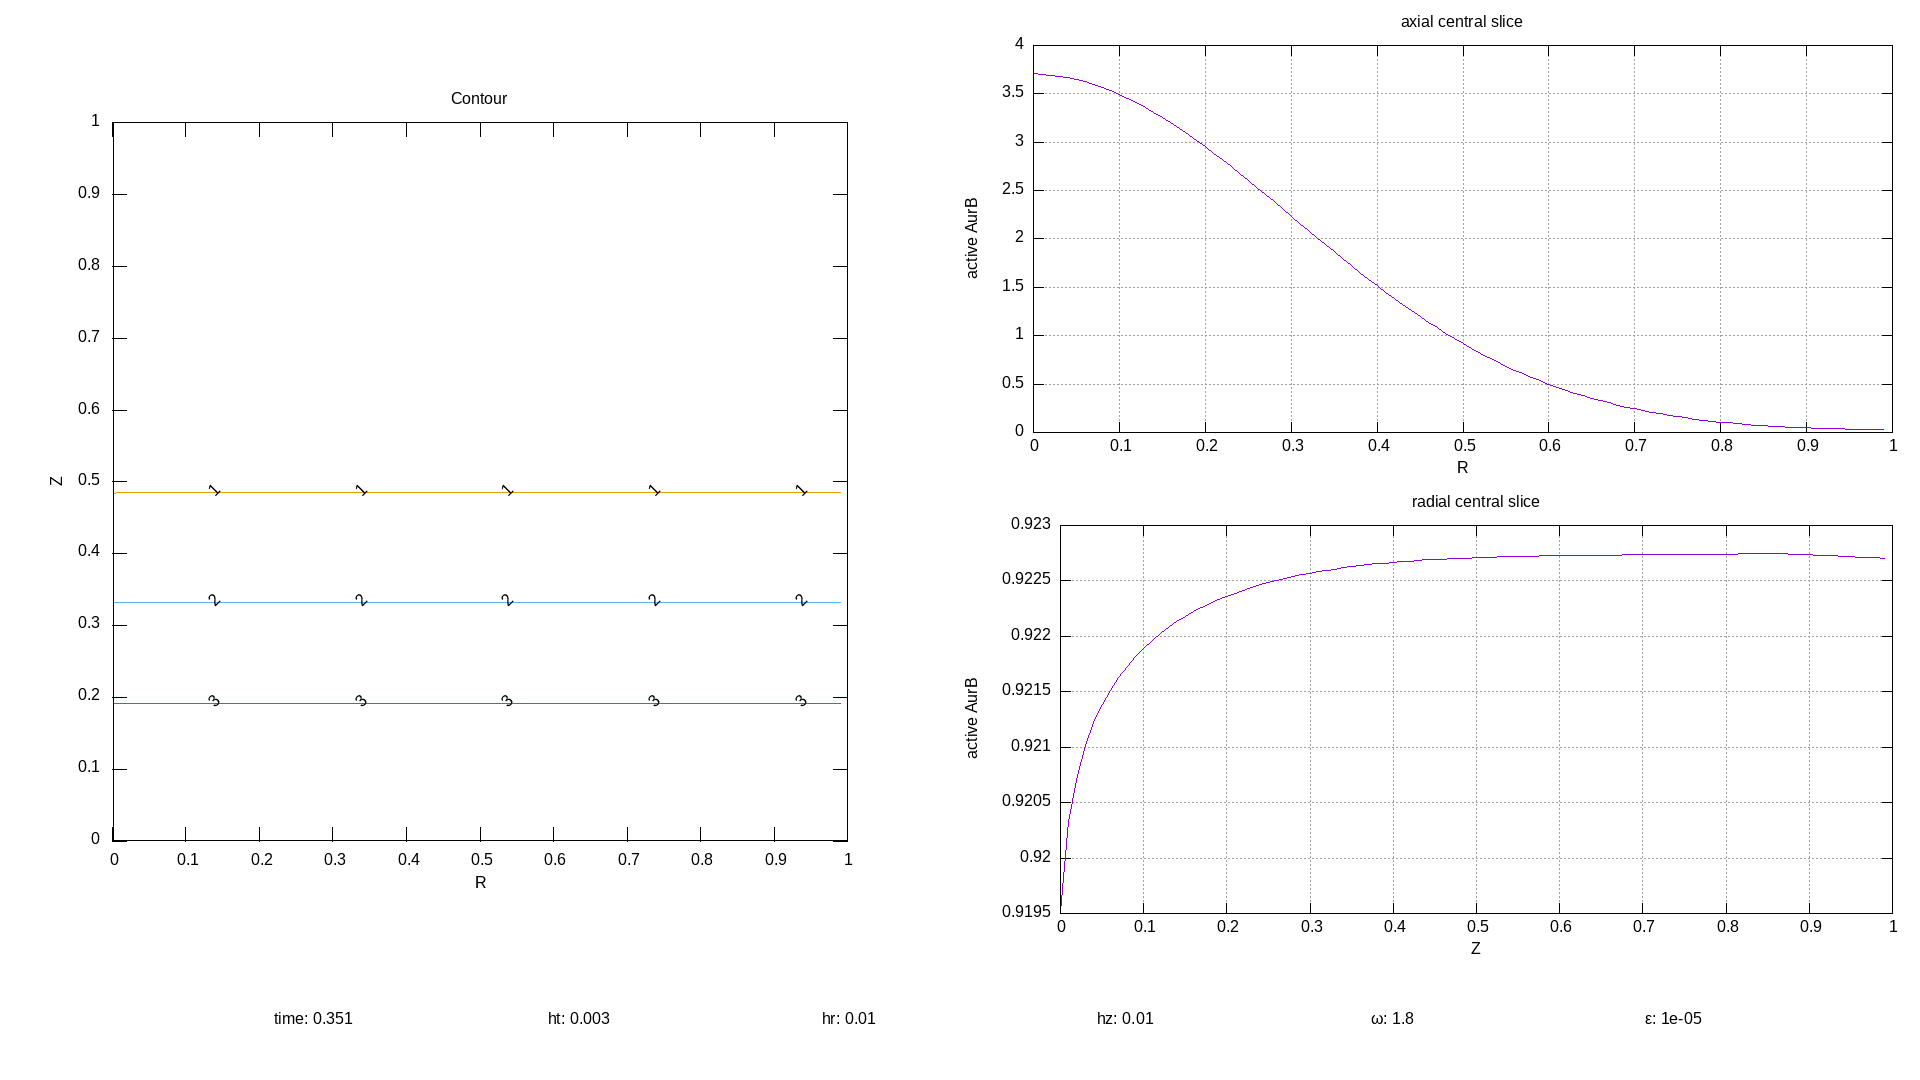 Contour
1
0.9
0.8
0.7
0.6
0.5
0.4
0.3
0.2
0.1
0
Z
1 1 1 1 1
2 2 2 2 2
3 3 3 3 3
0 0.1 0.2 0.3 0.4 0.5 0.6 0.7 0.8 0.9 1
R
axial central slice
4
3.5
3
2.5
2
1.5
1
0.5
0
active AurB
0 0.1 0.2 0.3 0.4 0.5 0.6 0.7 0.8 0.9 1
R
radial central slice
0.923
0.9225
0.922
0.9215
0.921
0.9205
0.92
0.9195
active AurB
0 0.1 0.2 0.3 0.4 0.5 0.6 0.7 0.8 0.9 1
Z
time: 0.351 ht: 0.003 hr: 0.01 hz: 0.01 ω: 1.8 ε: 1e-05